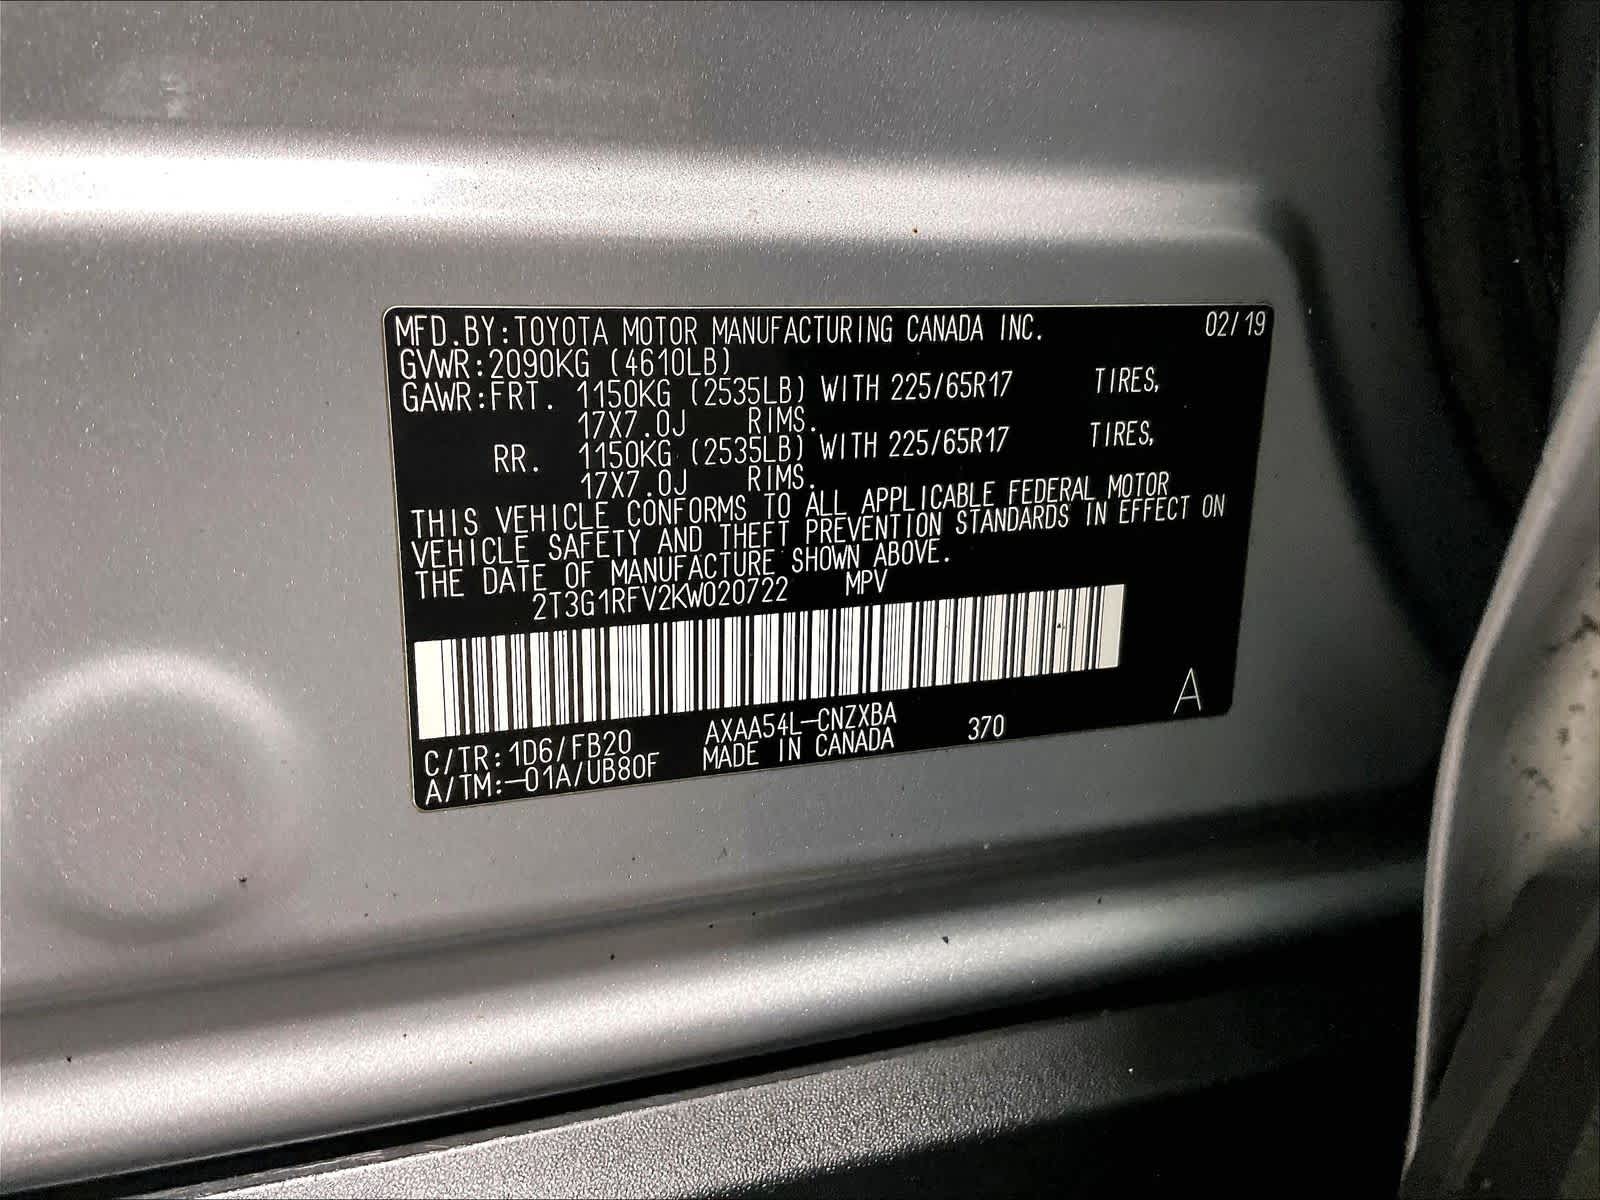 MFD.BY:TOYOTA MOTOR MANUFACTURING CANADA INC. 02/19
GVWR:2090KG (4610LB)
GAWR:FRT. 1150KG (2535LB) WITH 225/65R17 TIRES,
17X7.0J RIMS.
RR. 1150KG (2535LB) WITH 225/65R17 TIRES,
17X7.0J RIMS.
THIS VEHICLE CONFORMS TO ALL APPLICABLE FEDERAL MOTOR
VEHICLE SAFETY AND THEFT PREVENTION STANDARDS IN EFFECT ON
THE DATE OF MANUFACTURE SHOWN ABOVE.
2T3G1RFV2KW020722 MPV
A
C/TR:1D6/FB20 AXAA54L-CNZXBA 370
A/TM:-01A/UB80F MADE IN CANADA